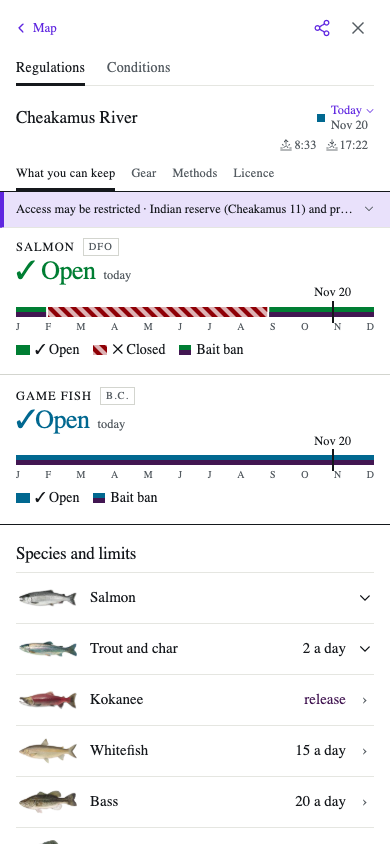 Map
Regulations Conditions
Cheakamus River
Today
Nov 20
8:33 17:22
What you can keep Gear Methods Licence
Access may be restricted · Indian reserve (Cheakamus 11) and pr…
SALMON DFO
✓ Open today
Nov 20
J F M A M J J A S O N D
✓ Open ✕ Closed Bait ban
GAME FISH B.C.
✓ Open today
Nov 20
J F M A M J J A S O N D
✓ Open Bait ban
Species and limits
Salmon
Trout and char 2 a day
Kokanee release
Whitefish 15 a day
Bass 20 a day